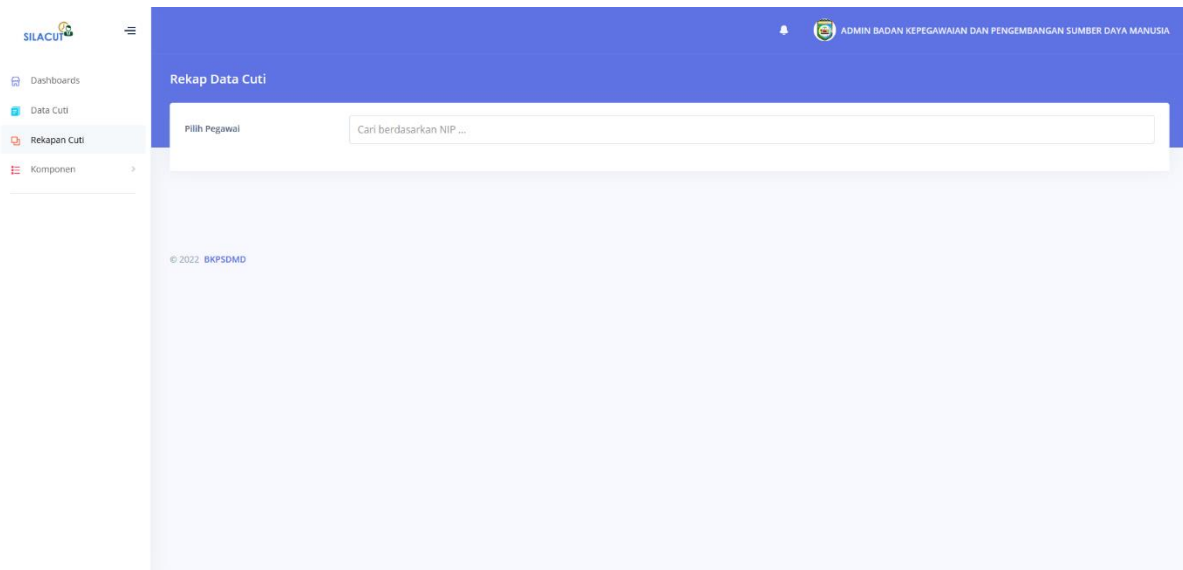 SILACUT
ADMIN BADAN KEPEGAWAIAN DAN PENGEMBANGAN SUMBER DAYA MANUSIA
Dashboards
Data Cuti
Rekapan Cuti
Komponen
Rekap Data Cuti
Pilih Pegawai
Cari berdasarkan NIP ...
© 2022 BKPSDMD